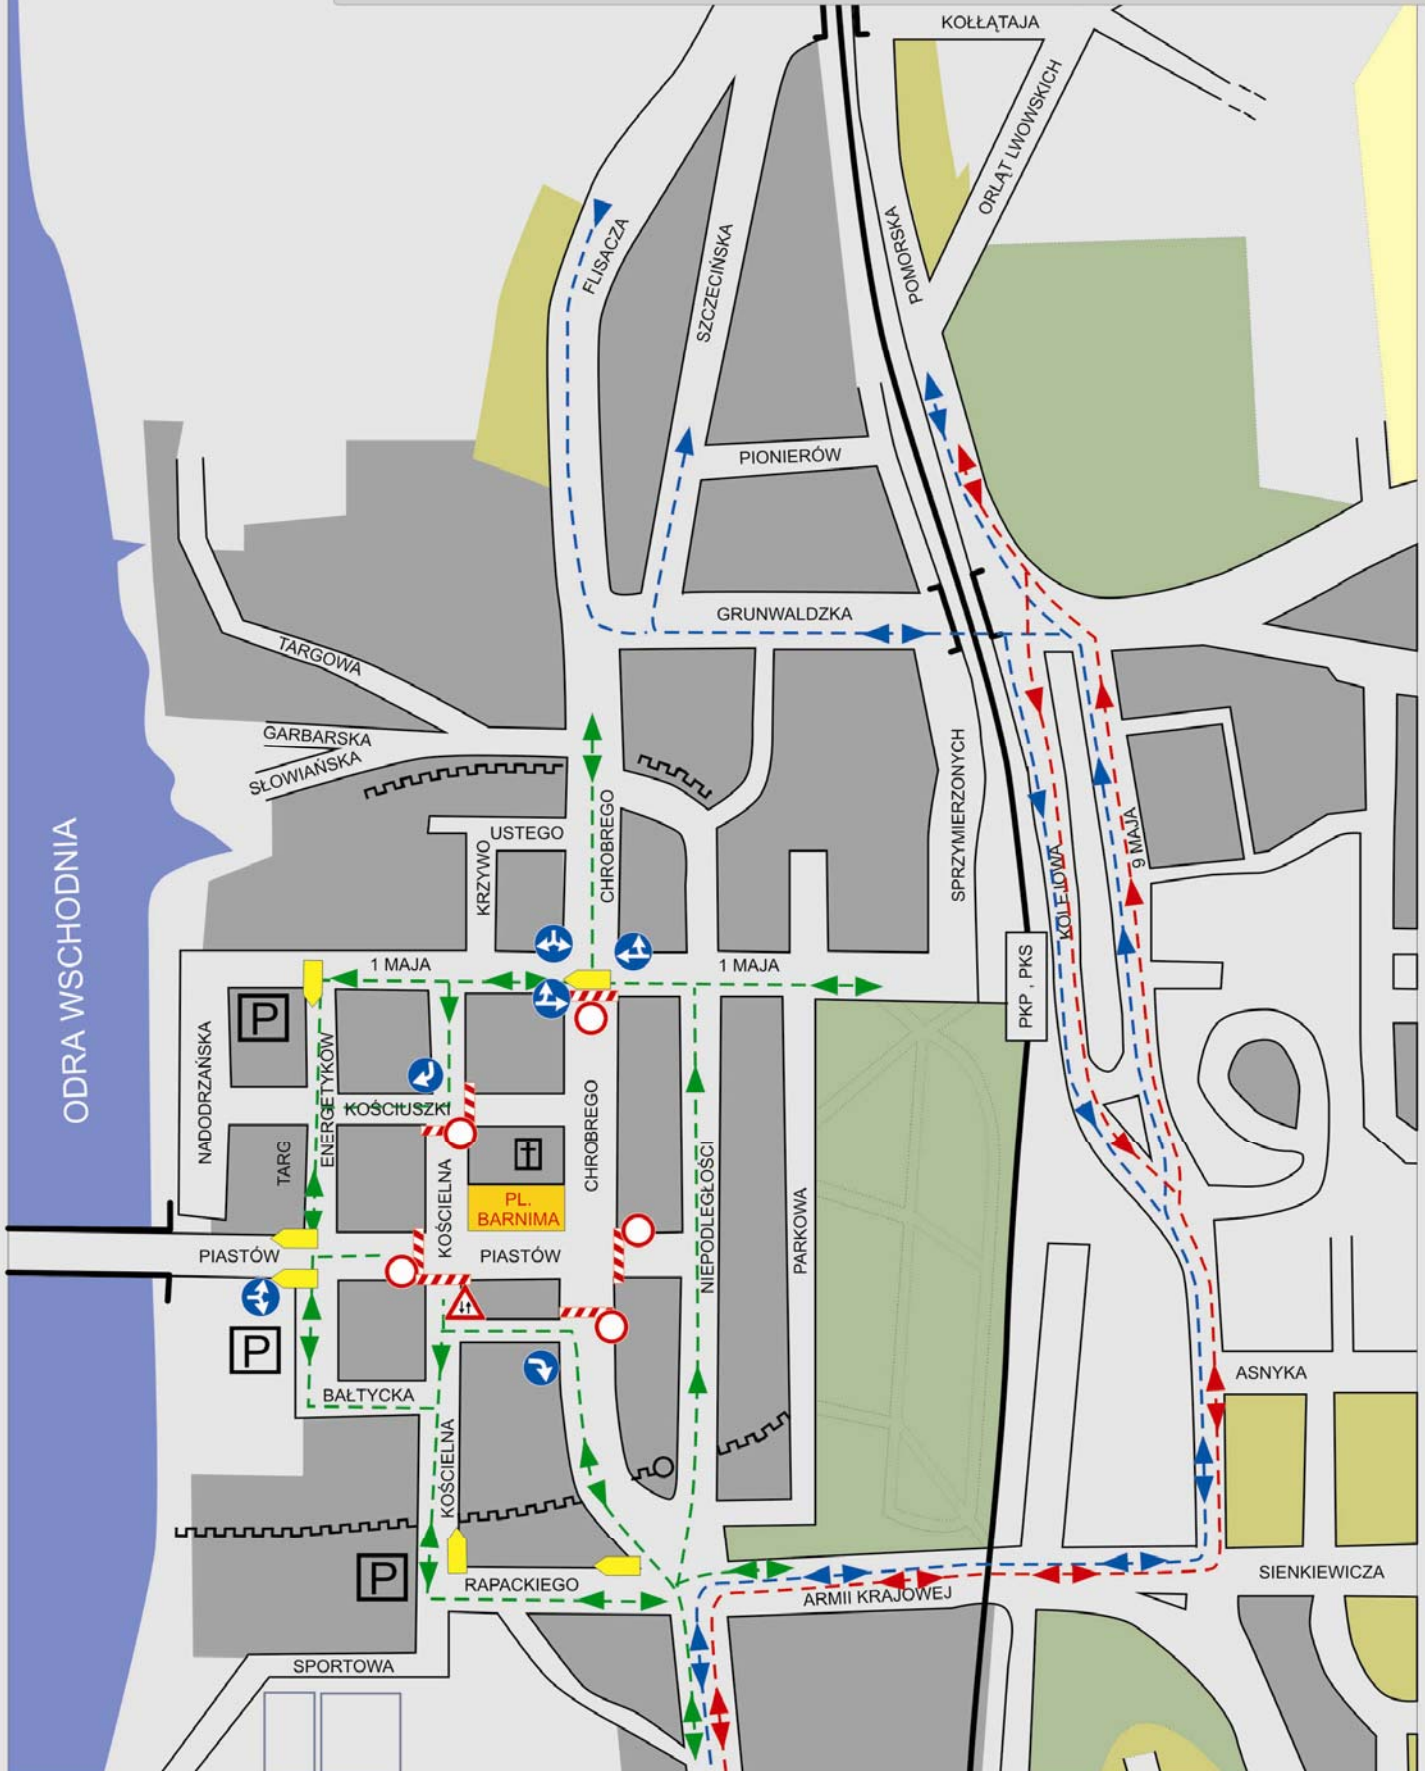 KOŁŁĄTAJA
ORLĄT LWOWSKICH
POMORSKA
FLISACZA
SZCZECIŃSKA
PIONIERÓW
GRUNWALDZKA
TARGOWA
GARBARSKA
SŁOWIAŃSKA
USTEGO
KRZYWO
CHROBREGO
SPRZYMIERZONYCH
KOLEJOWA
9 MAJA
ODRA WSCHODNIA
1 MAJA
1 MAJA
PKP , PKS
P
NADODRZAŃSKA
ENERGETYKÓW
KOŚCIUSZKI
TARG
KOŚCIELNA
CHROBREGO
NIEPODLEGŁOŚCI
PARKOWA
PL.
BARNIMA
PIASTÓW
PIASTÓW
P
BAŁTYCKA
ASNYKA
KOŚCIELNA
P
RAPACKIEGO
ARMII KRAJOWEJ
SIENKIEWICZA
SPORTOWA